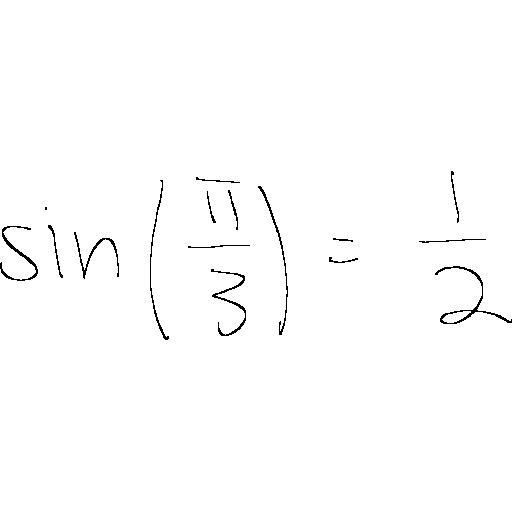 sin(π/3) = 1/2